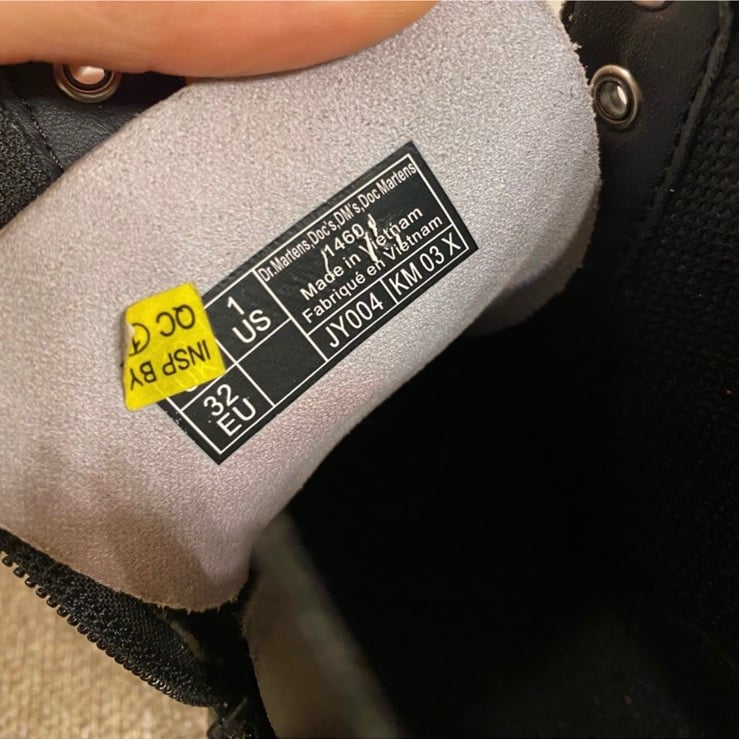 Dr.Martens,Doc's,DM's,Doc Martens
1460 J
Made in Vietnam
Fabriqué en Vietnam
JY004 KM 03 X
1
US
32
EU
QC
INSP BY